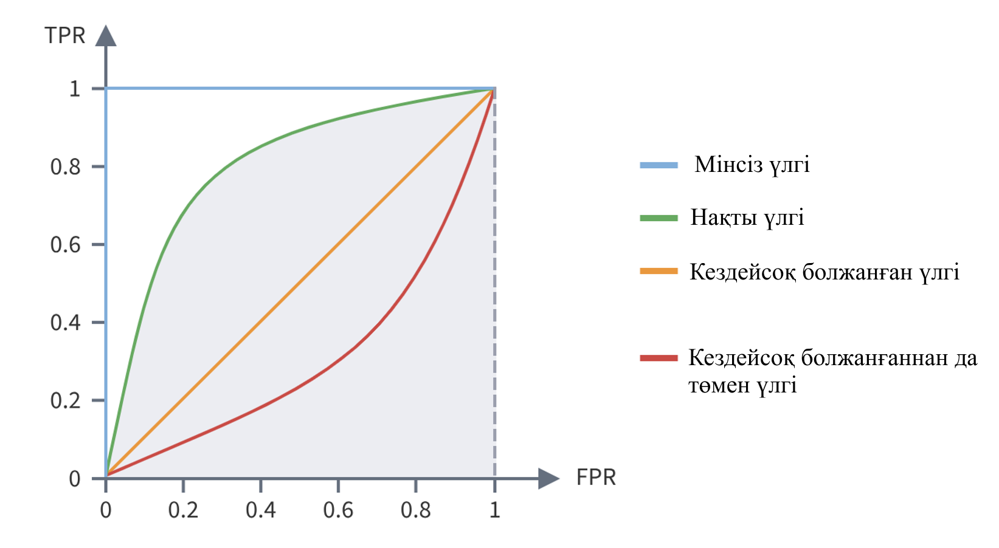 TPR
1
0.8
0.6
0.4
0.2
0
0 0.2 0.4 0.6 0.8 1
FPR
Мінсіз үлгі
Нақты үлгі
Кездейсоқ болжанған үлгі
Кездейсоқ болжанғаннан да
төмен үлгі